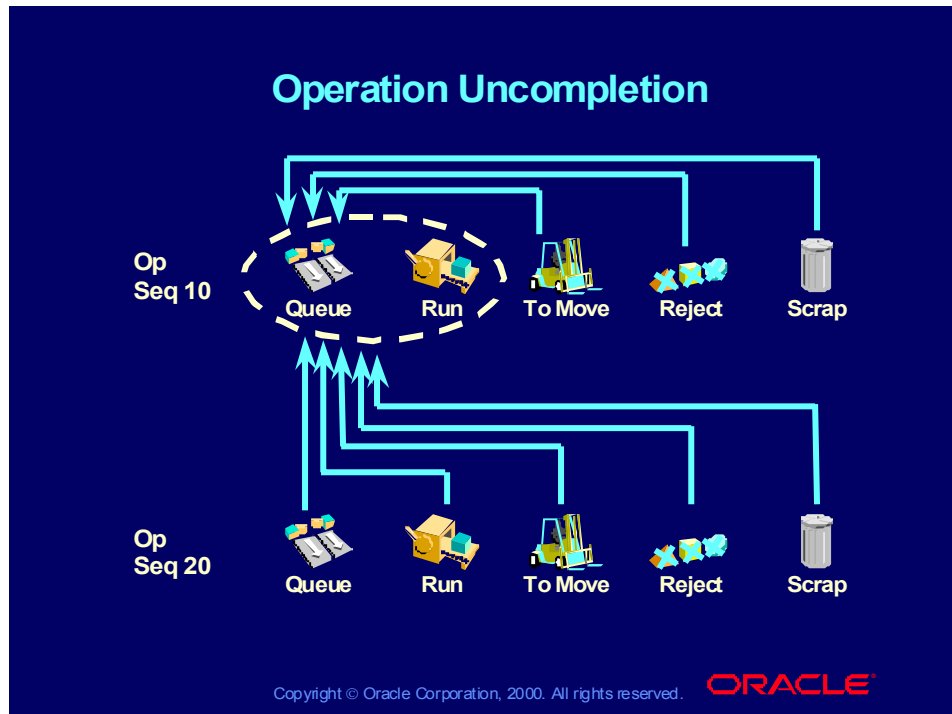 Operation Uncompletion
Op
Seq 10
Queue Run To Move Reject Scrap
Op
Seq 20
Queue Run To Move Reject Scrap
Copyright © Oracle Corporation, 2000. All rights reserved. ORACLE®